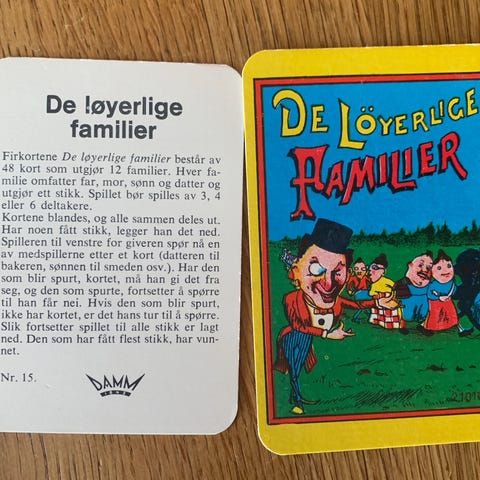 De løyerlige
familier
Firkortene De løyerlige familier består av
48 kort som utgjør 12 familier. Hver fa-
milie omfatter far, mor, sønn og datter og
utgjør ett stikk. Spillet bør spilles av 3, 4
eller 6 deltakere.
Kortene blandes, og alle sammen deles ut.
Har noen fått stikk, legger han det ned.
Spilleren til venstre for giveren spør nå en
av medspillerne etter et kort (datteren til
bakeren, sønnen til smeden osv.). Har den
som blir spurt, kortet, må han gi det fra
seg, og den som spurte, fortsetter å spørre
til han får nei. Hvis den som blir spurt,
ikke har kortet, er det hans tur til å spørre.
Slik fortsetter spillet til alle stikk er lagt
ned. Den som har fått flest stikk, har vun-
net.
Nr. 15.
DAMM
DE LÖYERLIGE
FAMILIER